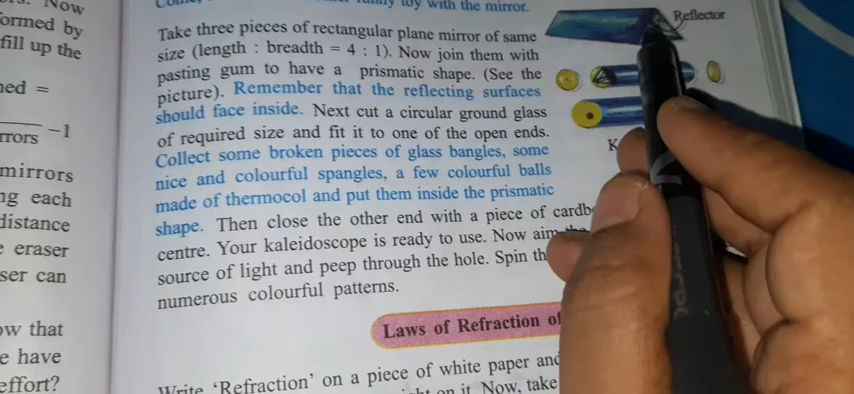 Now
ormed by
fill up the
ned =
rrors -1
mirrors
ng each
distance
e eraser
ser can
ow that
e have
effort?
toy with the mirror.
Take three pieces of rectangular plane mirror of same
size (length : breadth = 4 : 1). Now join them with
pasting gum to have a prismatic shape. (See the
picture). Remember that the reflecting surfaces
should face inside. Next cut a circular ground glass
of required size and fit it to one of the open ends.
Collect some broken pieces of glass bangles, some
nice and colourful spangles, a few colourful balls
made of thermocol and put them inside the prismatic
shape. Then close the other end with a piece of cardb
centre. Your kaleidoscope is ready to use. Now aim the
source of light and peep through the hole. Spin th
numerous colourful patterns.
Laws of Refraction of
Write 'Refraction' on a piece of white paper and
on it. Now, take
Reflector
K